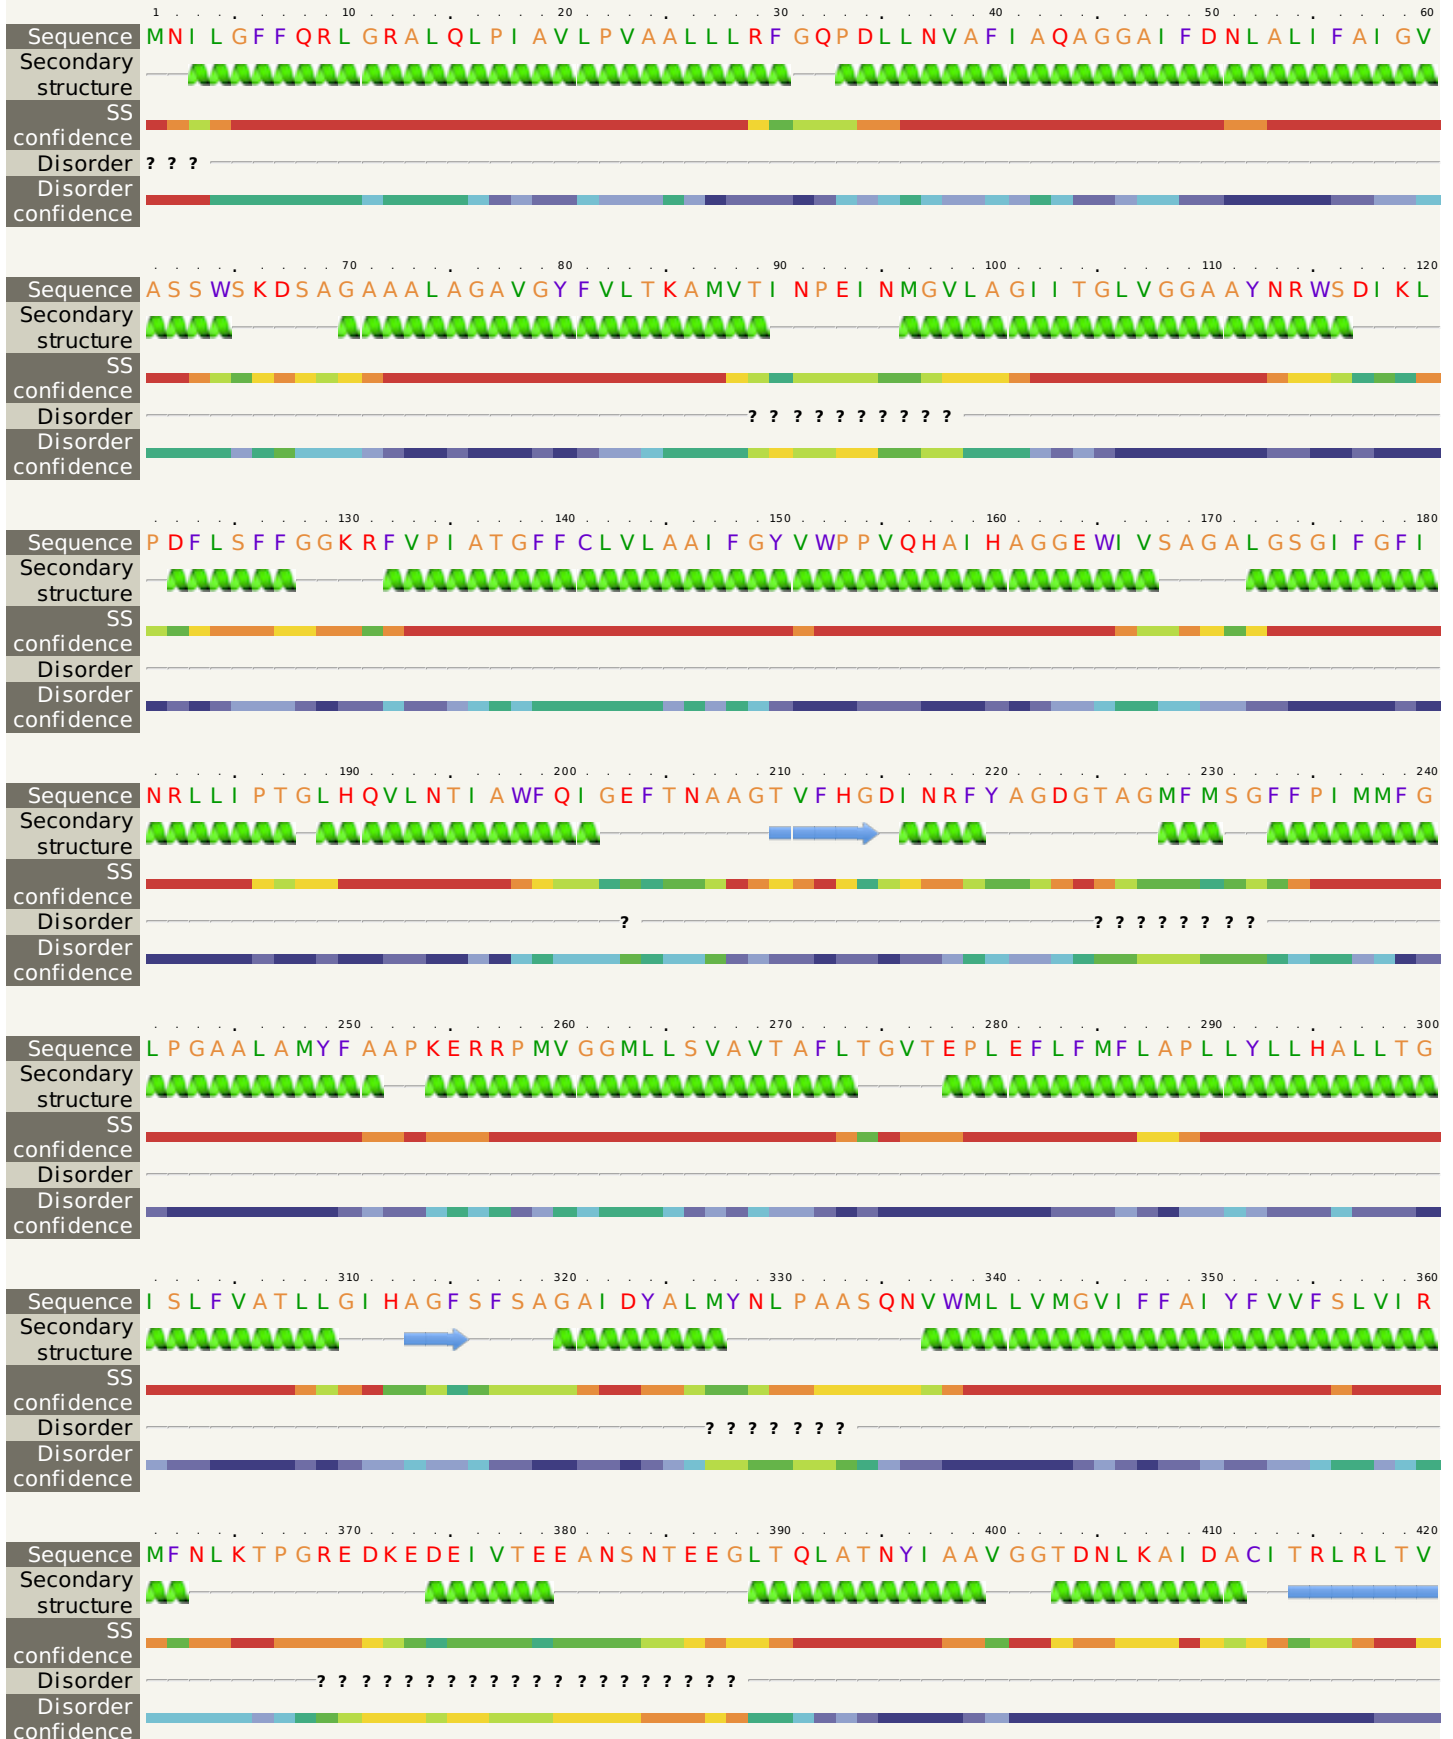 1 . . . . . . . . 10 . . . . . . . . . 20 . . . . . . . . . 30 . . . . . . . . . 40 . . . . . . . . . 50 . . . . . . . . . 60
Sequence MNILGFFQRLGRALQLPIAVLPVAALLLRFGQPDLLNVAFIAQAGGAIFDNLALIFAIGV
Secondary
structure
SS
confidence
Disorder ? ? ?
Disorder
confidence
. . . . . . . . . 70 . . . . . . . . . 80 . . . . . . . . . 90 . . . . . . . . . 100 . . . . . . . . . 110 . . . . . . . . . 120
Sequence ASSWSKDSAGAAALAGAVGYFVLTKAMVTINPEINMGVLAGIITGLVGGAAYNRWSDIKL
Secondary
structure
SS
confidence
Disorder ? ? ? ? ? ? ? ? ? ?
Disorder
confidence
. . . . . . . . . 130 . . . . . . . . . 140 . . . . . . . . . 150 . . . . . . . . . 160 . . . . . . . . . 170 . . . . . . . . . 180
Sequence PDFLSFFGGKRFVPIATGFFCLVLAAIFGYVWPPVQHAIHAGGEWIVSAGALGSGIFGFI
Secondary
structure
SS
confidence
Disorder
Disorder
confidence
. . . . . . . . . 190 . . . . . . . . . 200 . . . . . . . . . 210 . . . . . . . . . 220 . . . . . . . . . 230 . . . . . . . . . 240
Sequence NRLLIPTGLHQVLNTIAWFQIGEFTNAAGTVFHGDINRFYAGDGTAGMFMSGFFPIMMFG
Secondary
structure
SS
confidence
Disorder ? ? ? ? ? ? ? ? ?
Disorder
confidence
. . . . . . . . . 250 . . . . . . . . . 260 . . . . . . . . . 270 . . . . . . . . . 280 . . . . . . . . . 290 . . . . . . . . . 300
Sequence LPGAALAMYFAAPKERRPMVGGMLLSVAVTAFLTGVTEPLEFLFMFLAPLLYLLHALLTG
Secondary
structure
SS
confidence
Disorder
Disorder
confidence
. . . . . . . . . 310 . . . . . . . . . 320 . . . . . . . . . 330 . . . . . . . . . 340 . . . . . . . . . 350 . . . . . . . . . 360
Sequence ISLFVATLLGIHAGFSFSAGAIDYALMYNLPAASQNVWMLLVMGVIFFAIYFVVFSLVIR
Secondary
structure
SS
confidence
Disorder ? ? ? ? ? ? ?
Disorder
confidence
. . . . . . . . . 370 . . . . . . . . . 380 . . . . . . . . . 390 . . . . . . . . . 400 . . . . . . . . . 410 . . . . . . . . . 420
Sequence MFNLKTPGREDKEDEIVTEEANSNTEEGLTQLATNYIAAVGGTDNLKAIDACITRLRLTV
Secondary
structure
SS
confidence
Disorder ? ? ? ? ? ? ? ? ? ? ? ? ? ? ? ? ? ? ? ?
Disorder
confidence